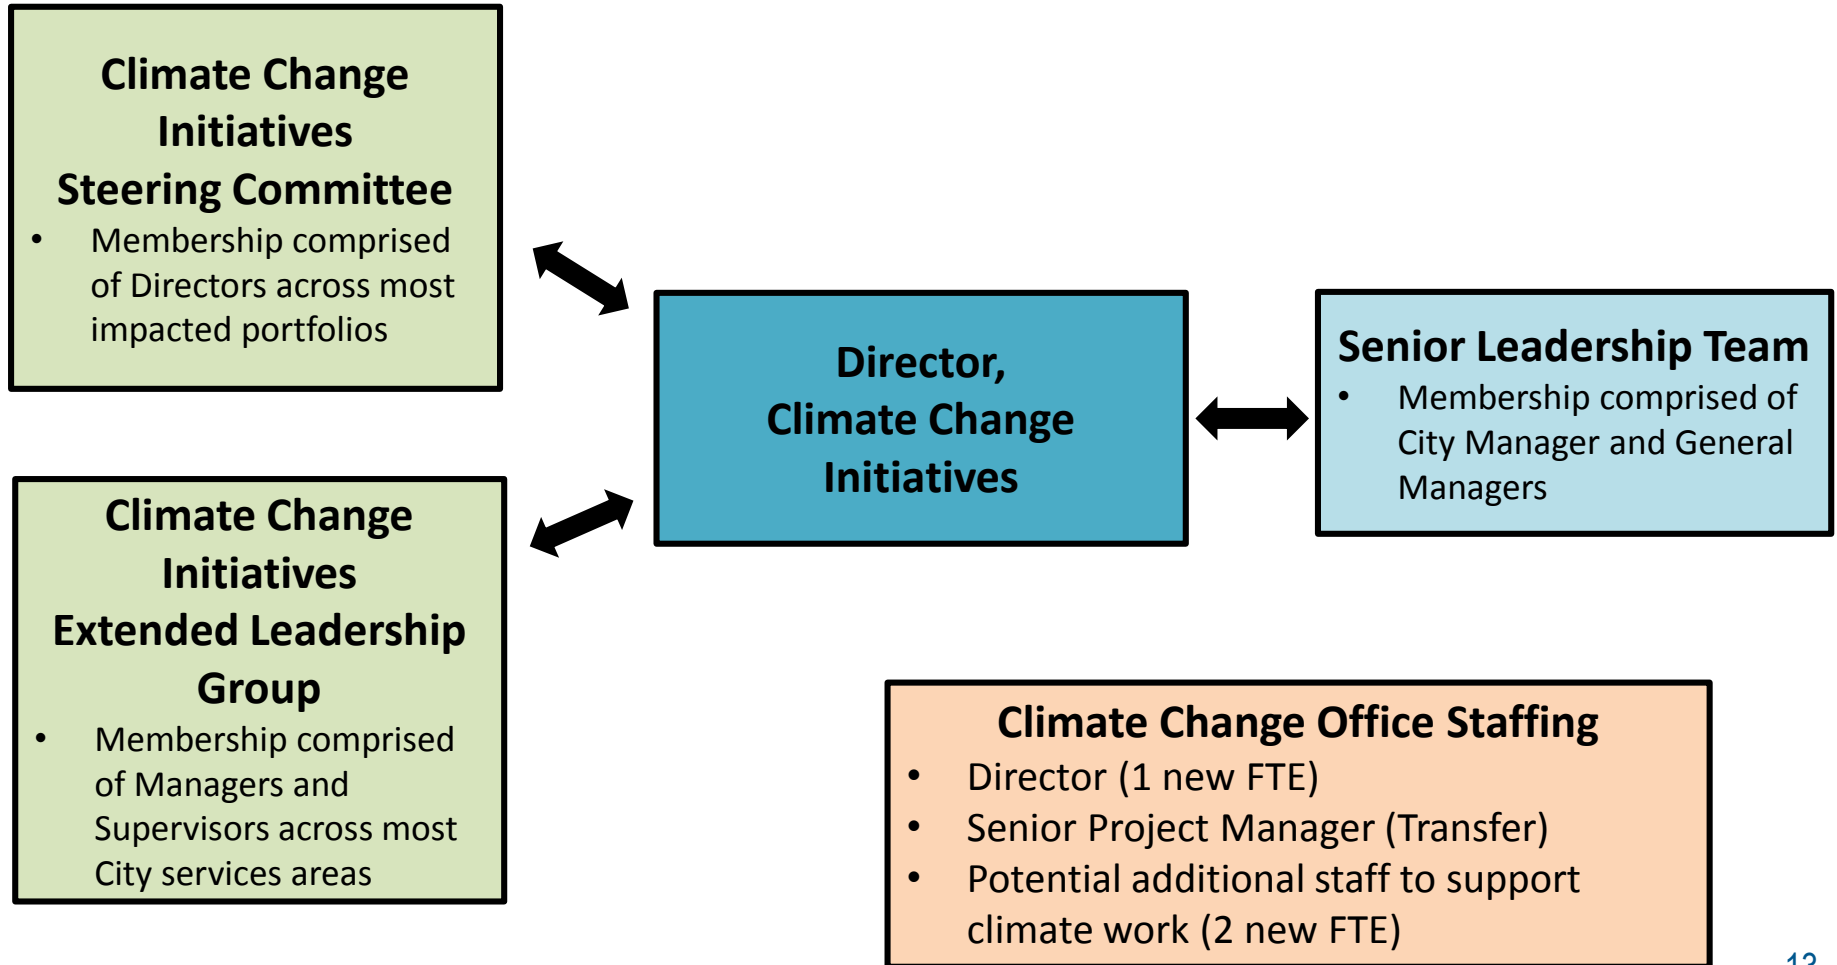 Climate Change
Initiatives
Steering Committee
• Membership comprised
of Directors across most
impacted portfolios
Director,
Climate Change
Initiatives
Senior Leadership Team
• Membership comprised of
City Manager and General
Managers
Climate Change
Initiatives
Extended Leadership
Group
• Membership comprised
of Managers and
Supervisors across most
City services areas
Climate Change Office Staffing
• Director (1 new FTE)
• Senior Project Manager (Transfer)
• Potential additional staff to support
climate work (2 new FTE)